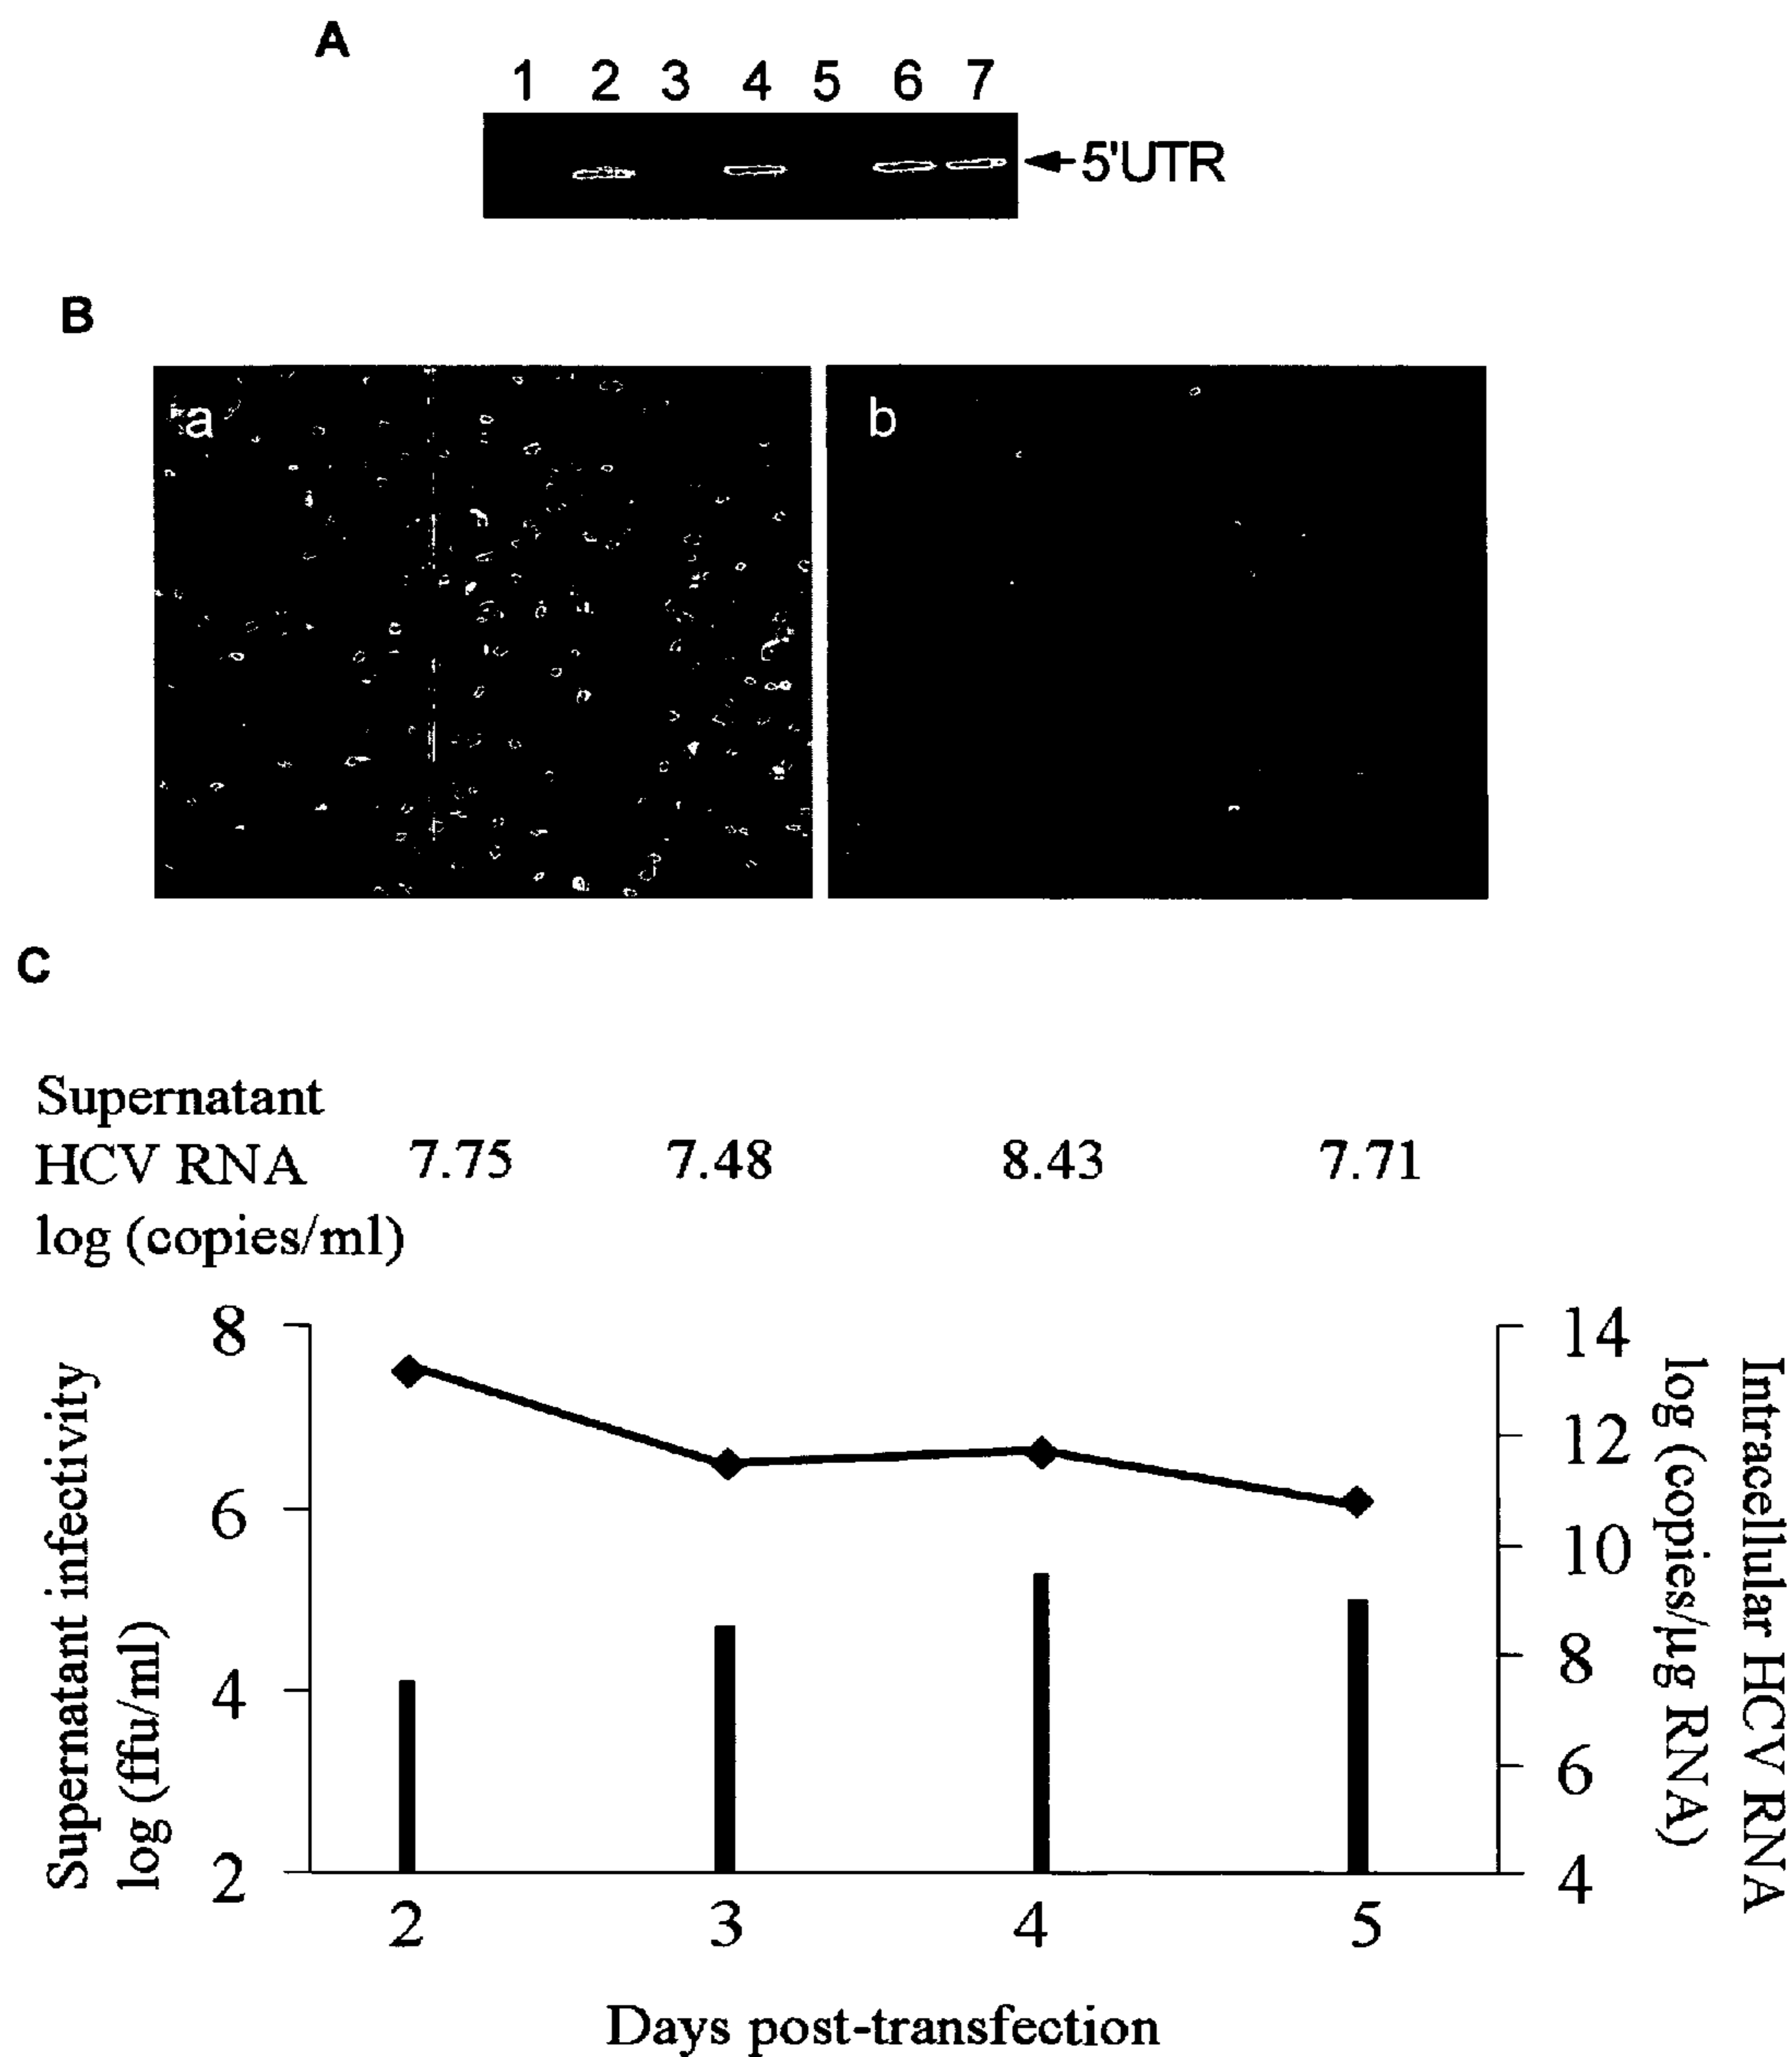 A
1 2 3 4 5 6 7
5'UTR
B
a b
C
Supernatant
HCV RNA 7.75 7.48 8.43 7.71
log (copies/ml)
8 14
12
6
10
4 8
6
2 4
Supernatant infectivity
log (ffu/ml)
Intracellular HCV RNA
log (copies/μg RNA)
2 3 4 5
Days post-transfection